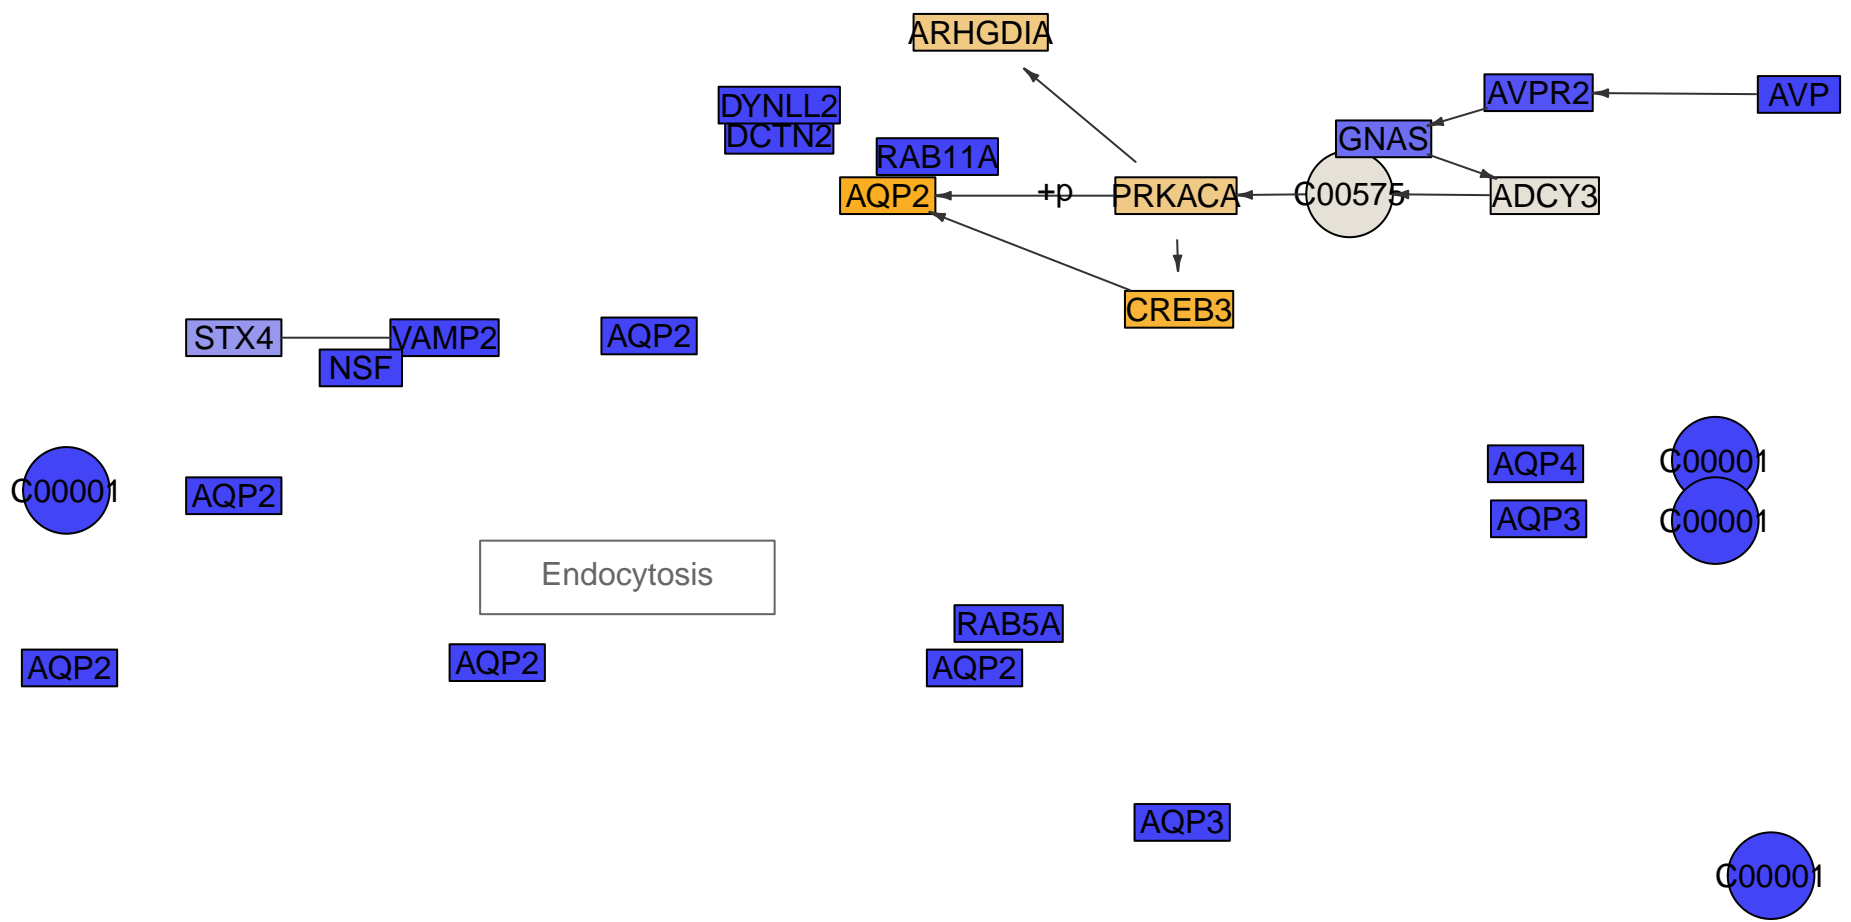 ARHGDIA
DYNLL2
AVPR2
AVP
DCTN2
GNAS
RAB11A
AQP2
+p
PRKACA
C00575
ADCY3
CREB3
STX4
VAMP2
AQP2
NSF
AQP4
C00001
C00001
AQP2
AQP3
C00001
Endocytosis
RAB5A
AQP2
AQP2
AQP2
AQP3
C00001